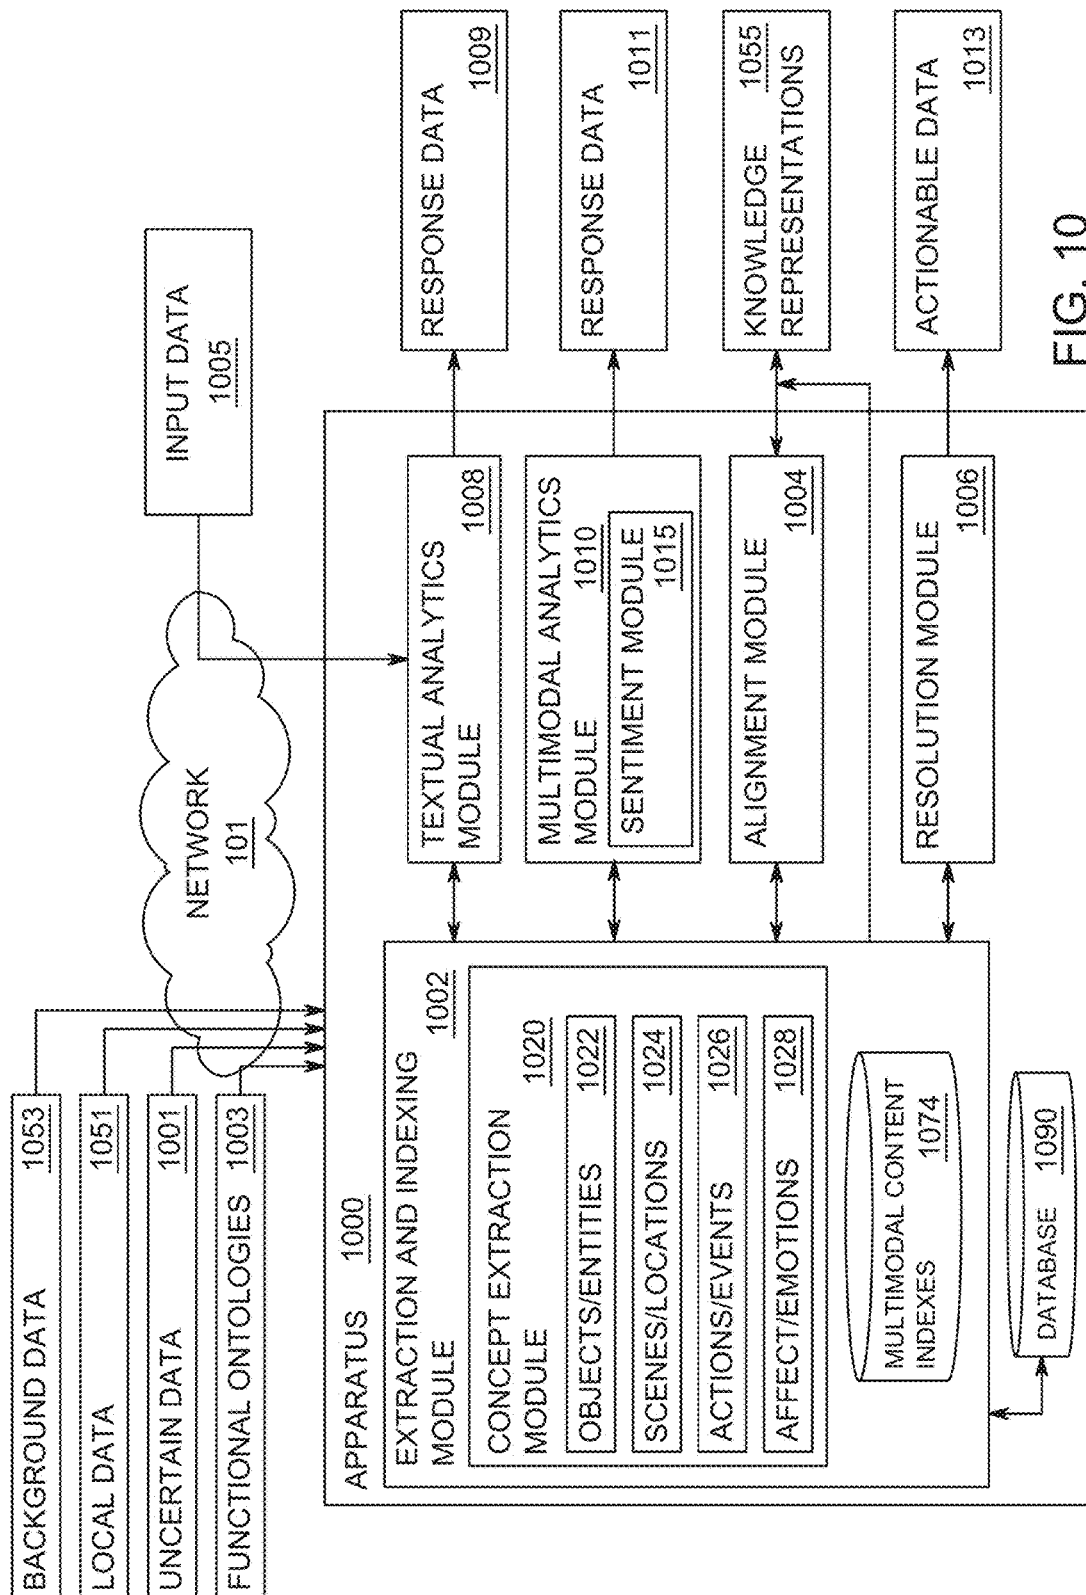 BACKGROUND DATA 1053
LOCAL DATA 1051
UNCERTAIN DATA 1001
FUNCTIONAL ONTOLOGIES 1003
NETWORK
101
INPUT DATA
1005
APPARATUS 1000
EXTRACTION AND INDEXING
MODULE 1002
CONCEPT EXTRACTION
MODULE 1020
OBJECTS/ENTITIES 1022
SCENES/LOCATIONS 1024
ACTIONS/EVENTS 1026
AFFECT/EMOTIONS 1028
MULTIMODAL CONTENT
INDEXES 1074
DATABASE 1090
TEXTUAL ANALYTICS
MODULE 1008
MULTIMODAL ANALYTICS
MODULE 1010
SENTIMENT MODULE
1015
ALIGNMENT MODULE
1004
RESOLUTION MODULE
1006
RESPONSE DATA
1009
RESPONSE DATA
1011
KNOWLEDGE 1055
REPRESENTATIONS
ACTIONABLE DATA
1013
FIG. 10